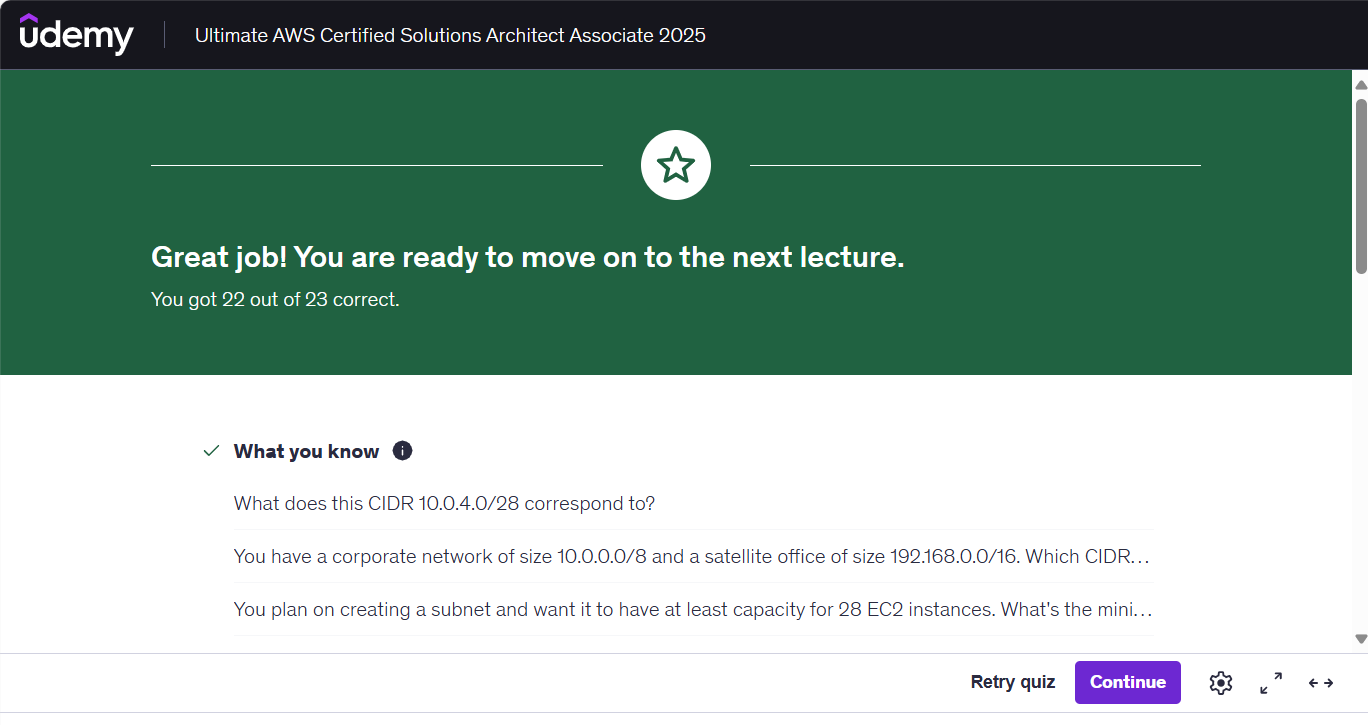 udemy
Ultimate AWS Certified Solutions Architect Associate 2025
Great job! You are ready to move on to the next lecture.
You got 22 out of 23 correct.
What you know
What does this CIDR 10.0.4.0/28 correspond to?
You have a corporate network of size 10.0.0.0/8 and a satellite office of size 192.168.0.0/16. Which CIDR...
You plan on creating a subnet and want it to have at least capacity for 28 EC2 instances. What's the mini...
Retry quiz
Continue